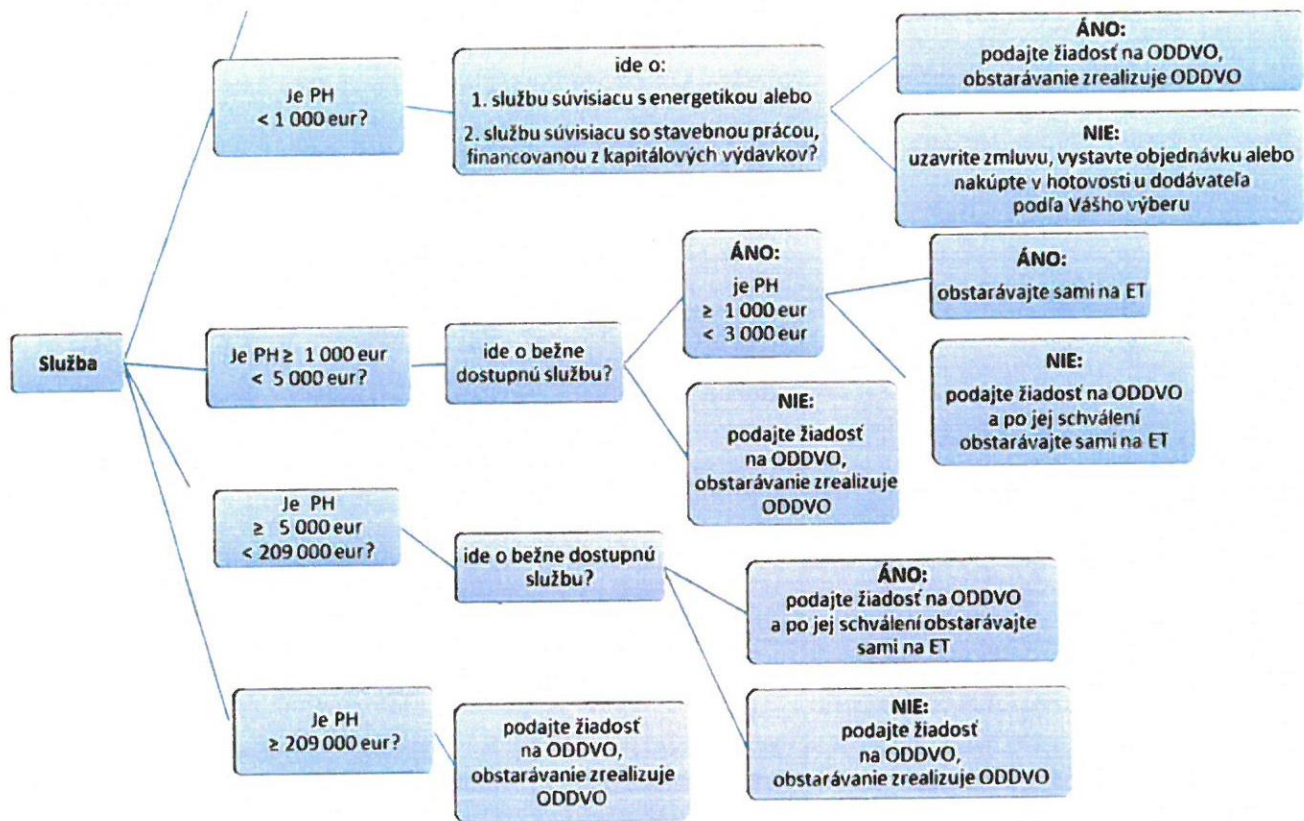 Služba
Je PH
< 1 000 eur?
ide o:
1. službu súvisiacu s energetikou alebo
2. službu súvisiacu so stavebnou prácou,
financovanou z kapitálových výdavkov?
ÁNO:
podajte žiadosť na ODDVO,
obstarávanie zrealizuje ODDVO
NIE:
uzavrite zmluvu, vystavte objednávku alebo
nakúpte v hotovosti u dodávateľa
podľa Vášho výberu
Je PH ≥ 1 000 eur
< 5 000 eur?
ide o bežne
dostupnú službu?
ÁNO:
je PH
≥ 1 000 eur
< 3 000 eur
ÁNO:
obstarávajte sami na ET
NIE:
podajte žiadosť na ODDVO
a po jej schválení
obstarávajte sami na ET
NIE:
podajte žiadosť
na ODDVO,
obstarávanie zrealizuje
ODDVO
Je PH
≥ 5 000 eur
< 209 000 eur?
ide o bežne dostupnú
službu?
ÁNO:
podajte žiadosť na ODDVO
a po jej schválení obstarávajte
sami na ET
NIE:
podajte žiadosť
na ODDVO,
obstarávanie zrealizuje ODDVO
Je PH
≥ 209 000 eur?
podajte žiadosť
na ODDVO,
obstarávanie zrealizuje
ODDVO